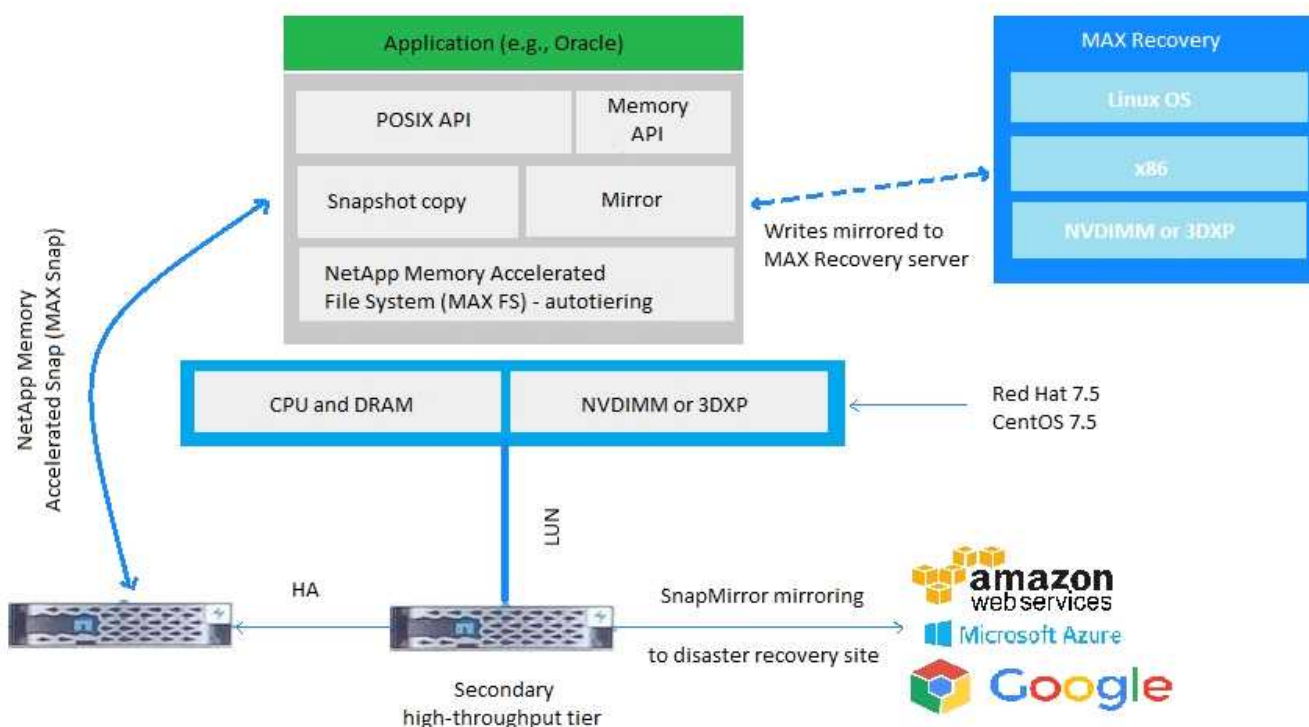 Application (e.g., Oracle)
POSIX API
Memory
API
Snapshot copy
Mirror
NetApp Memory Accelerated
File System (MAX FS) - autotiering
MAX Recovery
Linux OS
x86
NVDIMM or 3DXP
Writes mirrored to
MAX Recovery server
NetApp Memory
Accelerated Snap (MAX Snap)
CPU and DRAM
NVDIMM or 3DXP
Red Hat 7.5
CentOS 7.5
LUN
HA
SnapMirror mirroring
to disaster recovery site
Secondary
high-throughput tier
amazon
webservices
Microsoft Azure
Google